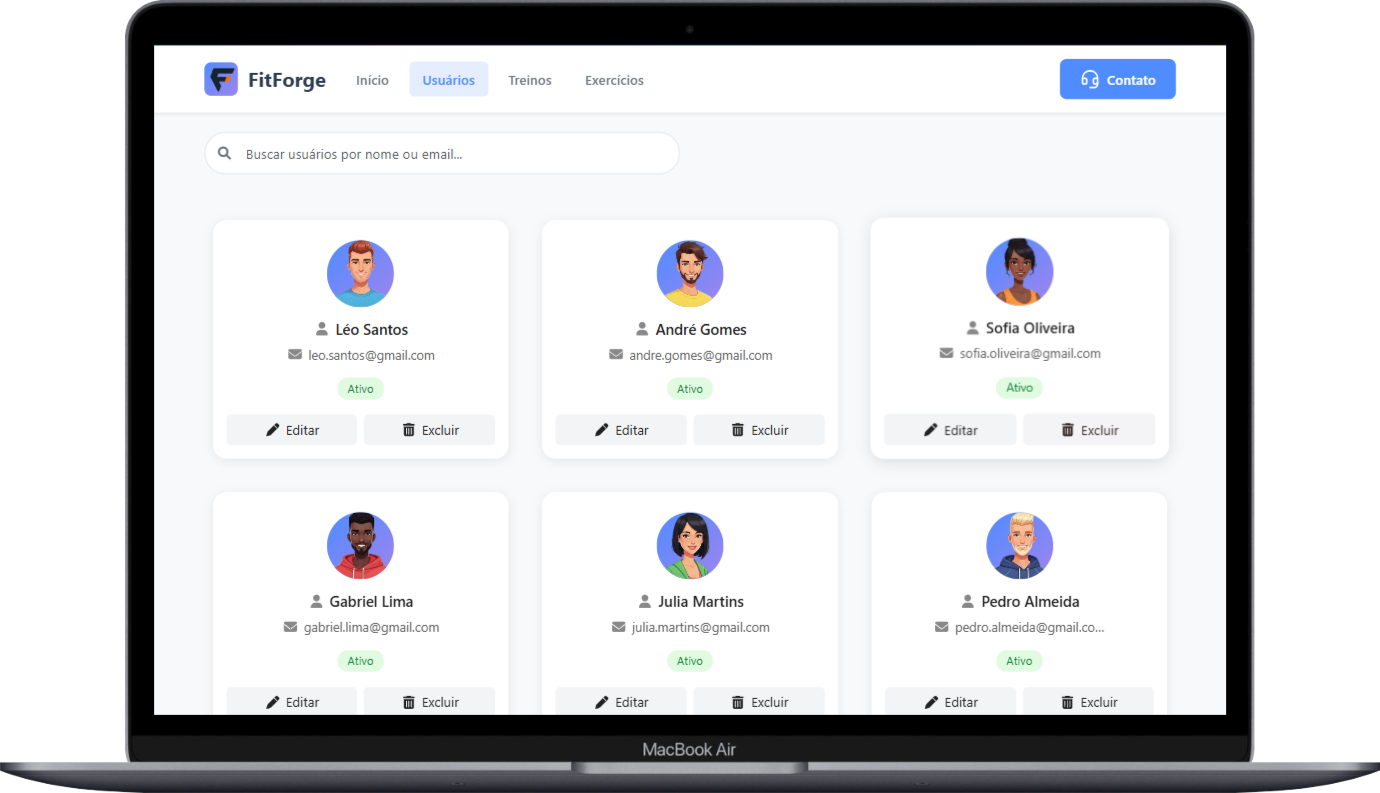 FitForge Início Usuários Treinos Exercícios Contato
Buscar usuários por nome ou email...
Léo Santos
leo.santos@gmail.com
Ativo
Editar Excluir
André Gomes
andre.gomes@gmail.com
Ativo
Editar Excluir
Sofia Oliveira
sofia.oliveira@gmail.com
Ativo
Editar Excluir
Gabriel Lima
gabriel.lima@gmail.com
Ativo
Editar Excluir
Julia Martins
julia.martins@gmail.com
Ativo
Editar Excluir
Pedro Almeida
pedro.almeida@gmail.co...
Ativo
Editar Excluir
MacBook Air